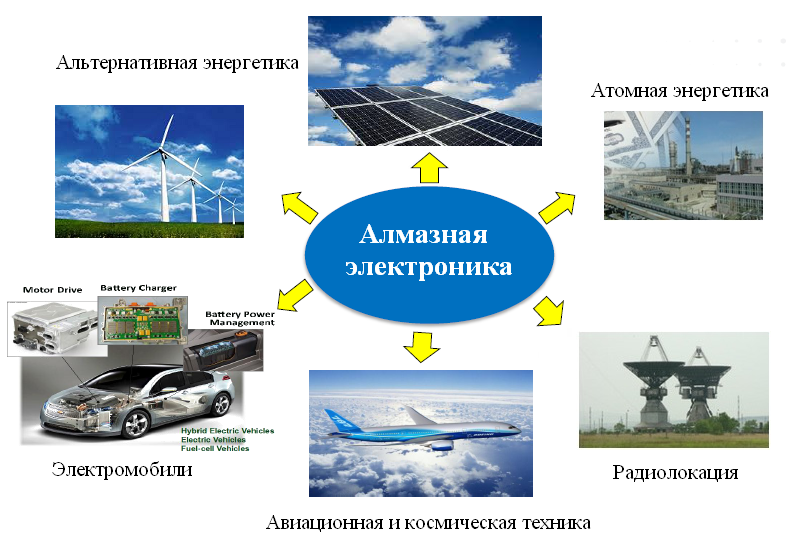 Альтернативная энергетика
Атомная энергетика
Алмазная
электроника
Motor Drive
Battery Charger
Battery Power
Management
Hybrid Electric Vehicles
Electric Vehicles
Fuel-cell Vehicles
Электромобили
Радиолокация
Авиационная и космическая техника